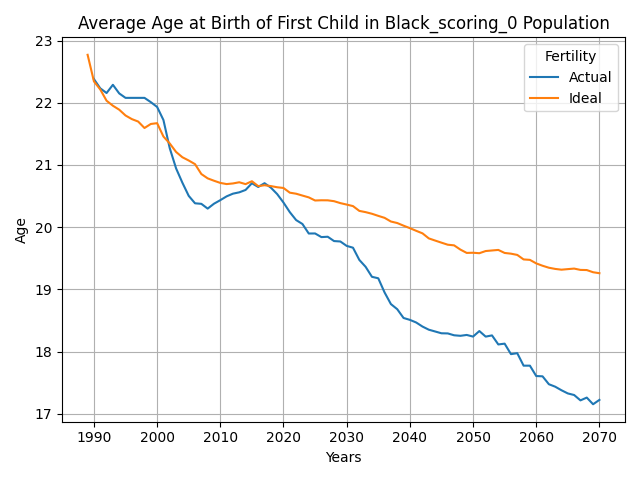 Average Age at Birth of First Child in Black_scoring_0 Population
Fertility
Actual
Ideal
Age
23
22
21
20
19
18
17
1990 2000 2010 2020 2030 2040 2050 2060 2070
Years